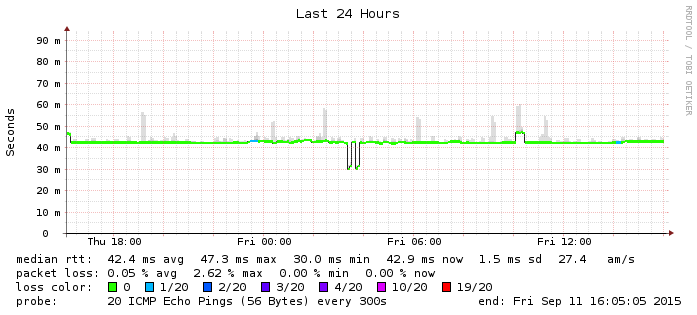 Last 24 Hours
RRDTOOL / TOBI OETIKER
Seconds
90 m
80 m
70 m
60 m
50 m
40 m
30 m
20 m
10 m
0
Thu 18:00 Fri 00:00 Fri 06:00 Fri 12:00
median rtt: 42.4 ms avg 47.3 ms max 30.0 ms min 42.9 ms now 1.5 ms sd 27.4 am/s
packet loss: 0.05 % avg 2.62 % max 0.00 % min 0.00 % now
loss color: 0 1/20 2/20 3/20 4/20 10/20 19/20
probe: 20 ICMP Echo Pings (56 Bytes) every 300s end: Fri Sep 11 16:05:05 2015